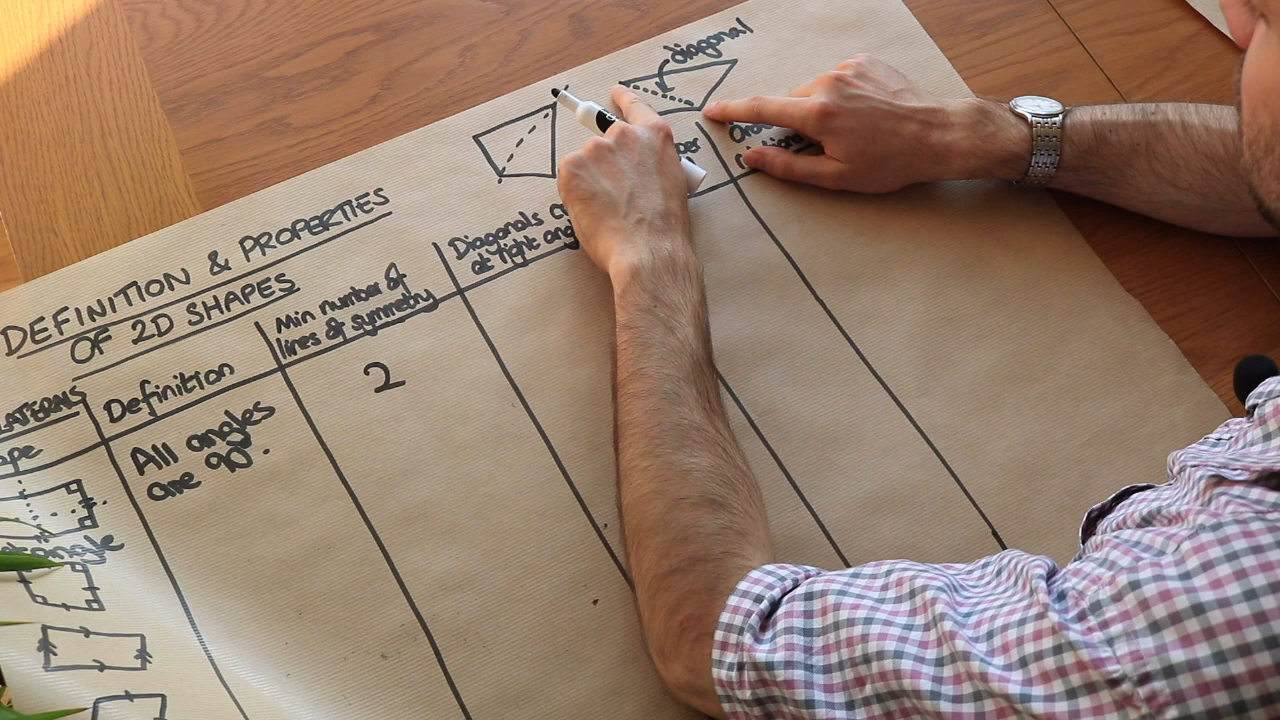 diagonal
DEFINITION & PROPERTIES
OF 2D SHAPES
Definition
All angles
are 90°.
Min number of
lines of symmetry
2
Diagonals
at right